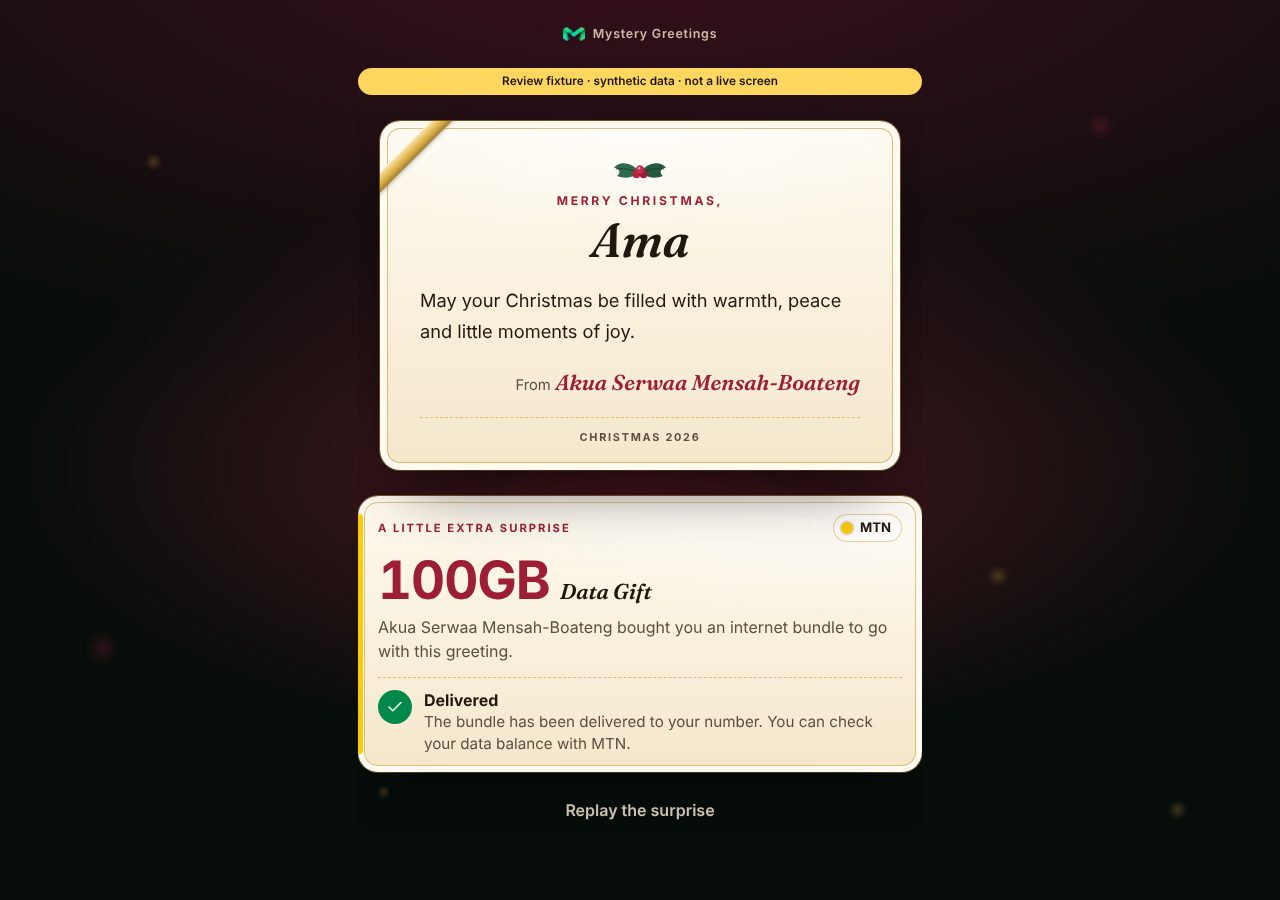 Mystery Greetings
Review fixture · synthetic data · not a live screen
MERRY CHRISTMAS,
Ama
May your Christmas be filled with warmth, peace
and little moments of joy.
From Akua Serwaa Mensah-Boateng
CHRISTMAS 2026
A LITTLE EXTRA SURPRISE
MTN
100GB Data Gift
Akua Serwaa Mensah-Boateng bought you an internet bundle to go
with this greeting.
Delivered
The bundle has been delivered to your number. You can check
your data balance with MTN.
Replay the surprise